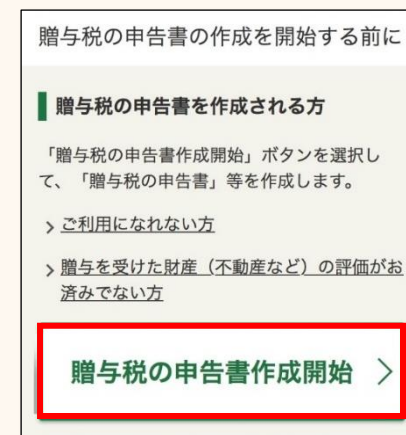 贈与税の申告書の作成を開始する前に
贈与税の申告書を作成される方
「贈与税の申告書作成開始」ボタンを選択し
て、「贈与税の申告書」等を作成します。
ご利用になれない方
贈与を受けた財産（不動産など）の評価がお
済みでない方
贈与税の申告書作成開始